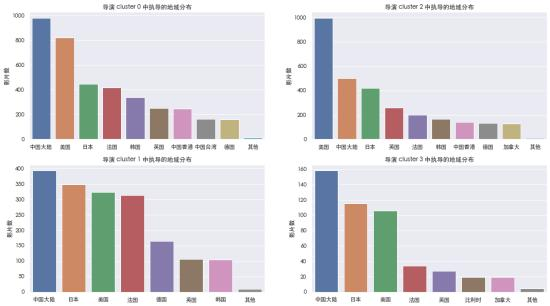 导演 cluster 0 中执导的地域分布
影片数
1000
800
600
400
200
0
中国大陆 美国 日本 法国 韩国 英国 中国香港 中国台湾 德国 其他
导演 cluster 2 中执导的地域分布
影片数
1000
800
600
400
200
0
美国 中国大陆 日本 英国 法国 韩国 中国香港 德国 加拿大 其他
导演 cluster 1 中执导的地域分布
影片数
400
350
300
250
200
150
100
50
0
中国大陆 日本 美国 法国 德国 英国 韩国 其他
导演 cluster 3 中执导的地域分布
影片数
160
140
120
100
80
60
40
20
0
中国大陆 日本 美国 法国 英国 比利时 加拿大 其他